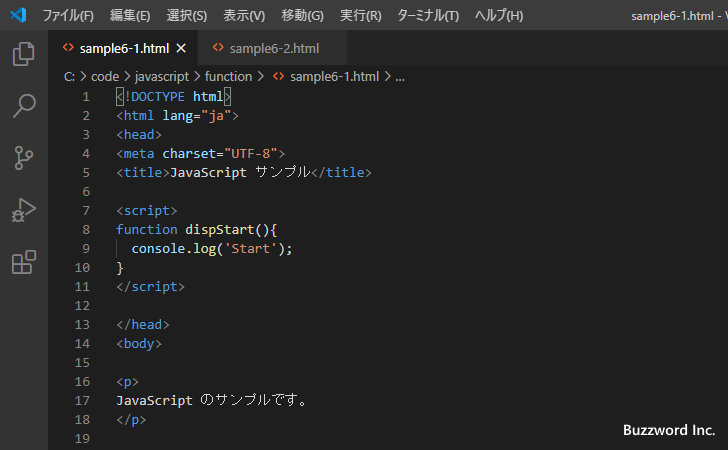 ファイル(F) 編集(E) 選択(S) 表示(V) 移動(G) 実行(R) ターミナル(T) ヘルプ(H) sample6-1.html - V
sample6-1.html × sample6-2.html
C: > code > javascript > function > sample6-1.html > ...
1 <!DOCTYPE html>
2 <html lang="ja">
3 <head>
4 <meta charset="UTF-8">
5 <title>JavaScript サンプル</title>
6
7 <script>
8 function dispStart(){
9 console.log('Start');
10 }
11 </script>
12
13 </head>
14 <body>
15
16 <p>
17 JavaScript のサンプルです。
18 </p>
19
Buzzword Inc.